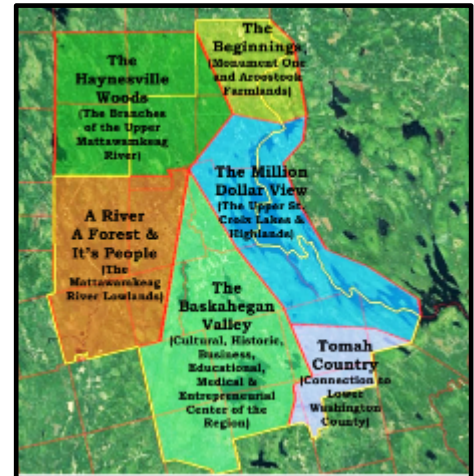 The
Beginnings
(Monument One
and Aroostook
Farmlands)
The
Haynesville
Woods
(The Branches
of the Upper
Mattawamkeag
River)
The Million
Dollar View
(The Upper St.
Croix Lakes &
Highlands)
A River
A Forest &
It's People
(The
Mattawamkeag
River Lowlands)
The
Baskahegan
Valley
(Cultural, Historic,
Business,
Educational,
Medical &
Entrepreneurial
Center of the
Region)
Tomah
Country
(Connection to
Lower
Washington
County)